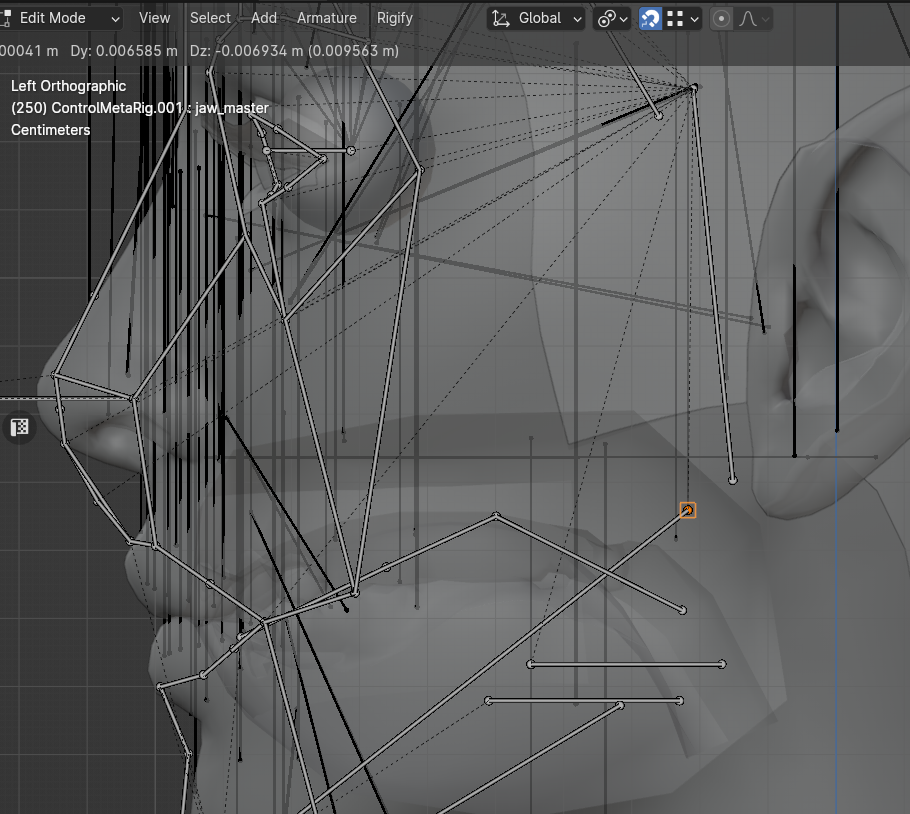 Edit Mode View Select Add Armature Rigify Global
00041 m Dy: 0.006585 m Dz: -0.006934 m (0.009563 m)
Left Orthographic
(250) ControlMetaRig.001 : jaw_master
Centimeters